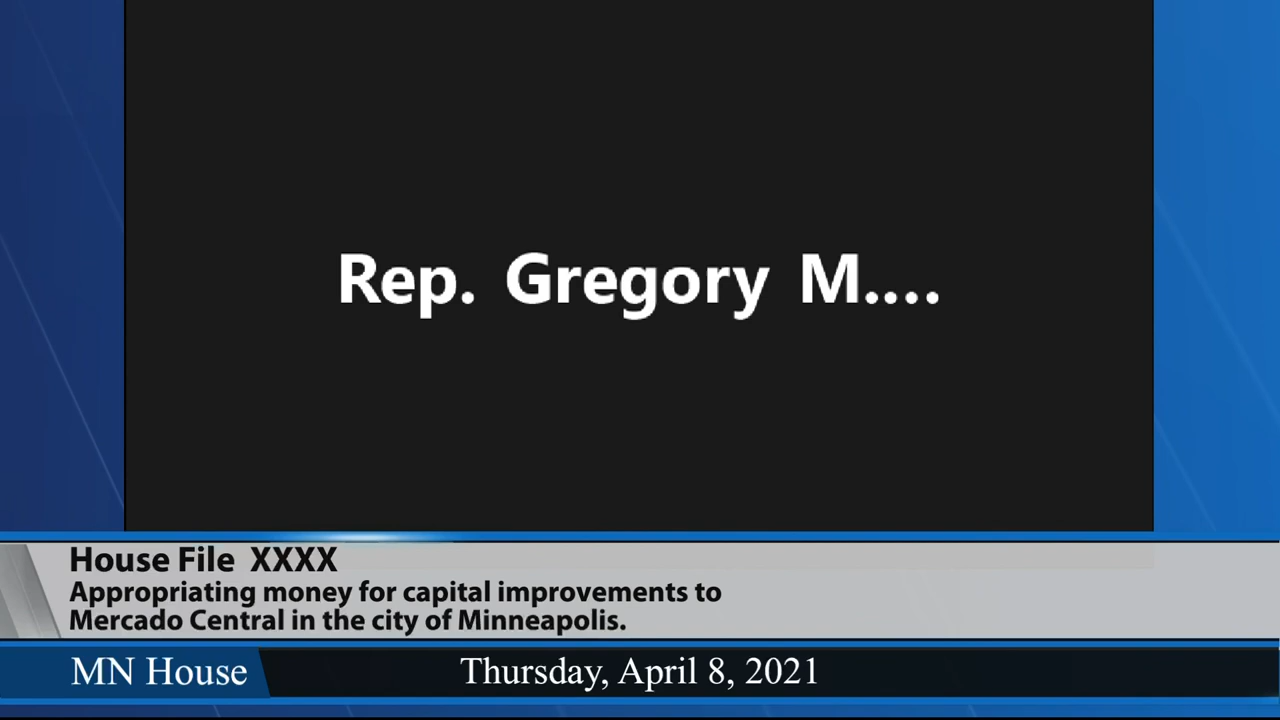 Rep. Gregory M....
House File XXXX
Appropriating money for capital improvements to
Mercado Central in the city of Minneapolis.
MN House
Thursday, April 8, 2021